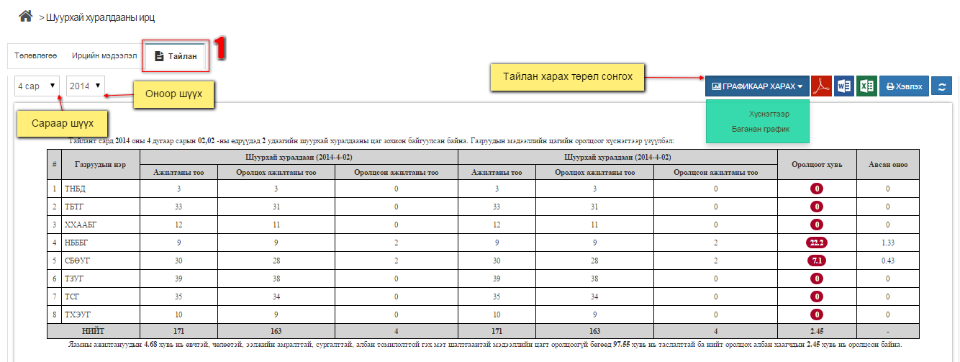 > Шуурхай хуралдааны ирц
Төлөвлөгөө Ирцийн мэдээлэл Тайлан 1
4 сар 2014
Оноор шүүх
Сараар шүүх
Тайлан харах төрөл сонгох
ГРАФИКААР ХАРАХ Хэвлэх
Хүснэгтээр
Баганан график
Тайлант сард 2014 оны 4 дүгээр сарын 02,02 -ны өдрүүдэд 2 удаагийн шуурхай хуралдааны цаг зохион байгуулсан байна. Газруудын мэдээллийн цагийн оролцоог хүснэгтээр үзүүлбэл:
# Газруудын нэр Шуурхай хуралдаан (2014-4-02) Шуурхай хуралдаан (2014-4-02) Оролцоот хувь Авсан оноо
Ажилтаны тоо Оролцох ажилтаны тоо Оролцсон ажилтаны тоо Ажилтаны тоо Оролцох ажилтаны тоо Оролцсон ажилтаны тоо
1 ТНБД 3 3 0 3 3 0 0 0
2 ТБТГ 33 31 0 33 31 0 0 0
3 ХХААБГ 12 11 0 12 11 0 0 0
4 НБББГ 9 9 2 9 9 2 22.2 1.33
5 СБӨУГ 30 28 2 30 28 2 7.1 0.43
6 ТЗУГ 39 38 0 39 38 0 0 0
7 ТСГ 35 34 0 35 34 0 0 0
8 ТХЭУГ 10 9 0 10 9 0 0 0
НИЙТ 171 163 4 171 163 4 2.45 -
Яамны ажилтануудын 4.68 хувь нь өвчтэй, чөлөөтэй, ээлжийн амралттай, сургалттай, албан томилолттой гэх мэт шалтгаантай мэдээллийн цагт оролцоогүй бөгөөд 97.55 хувь нь тасалттай ба нийт оролцох албан хаагчдын 2.45 хувь нь оролцсон байна.